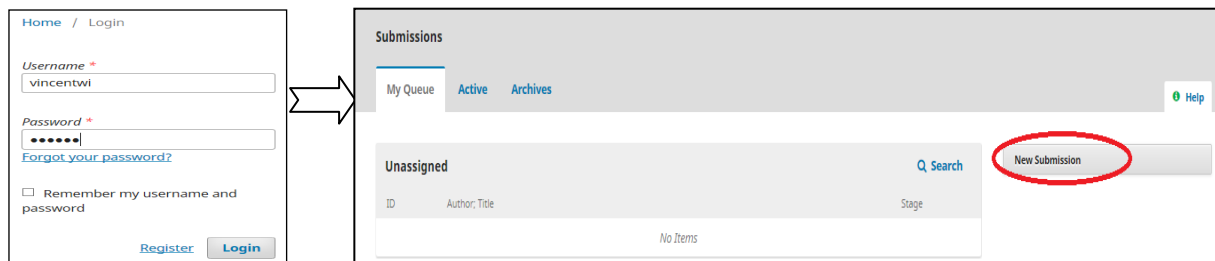 Home / Login
Username *
vincentwi
Password *
••••••
Forgot your password?
Remember my username and
password
Register Login
Submissions
My Queue Active Archives
Help
Unassigned Search
New Submission
ID Author; Title Stage
No Items